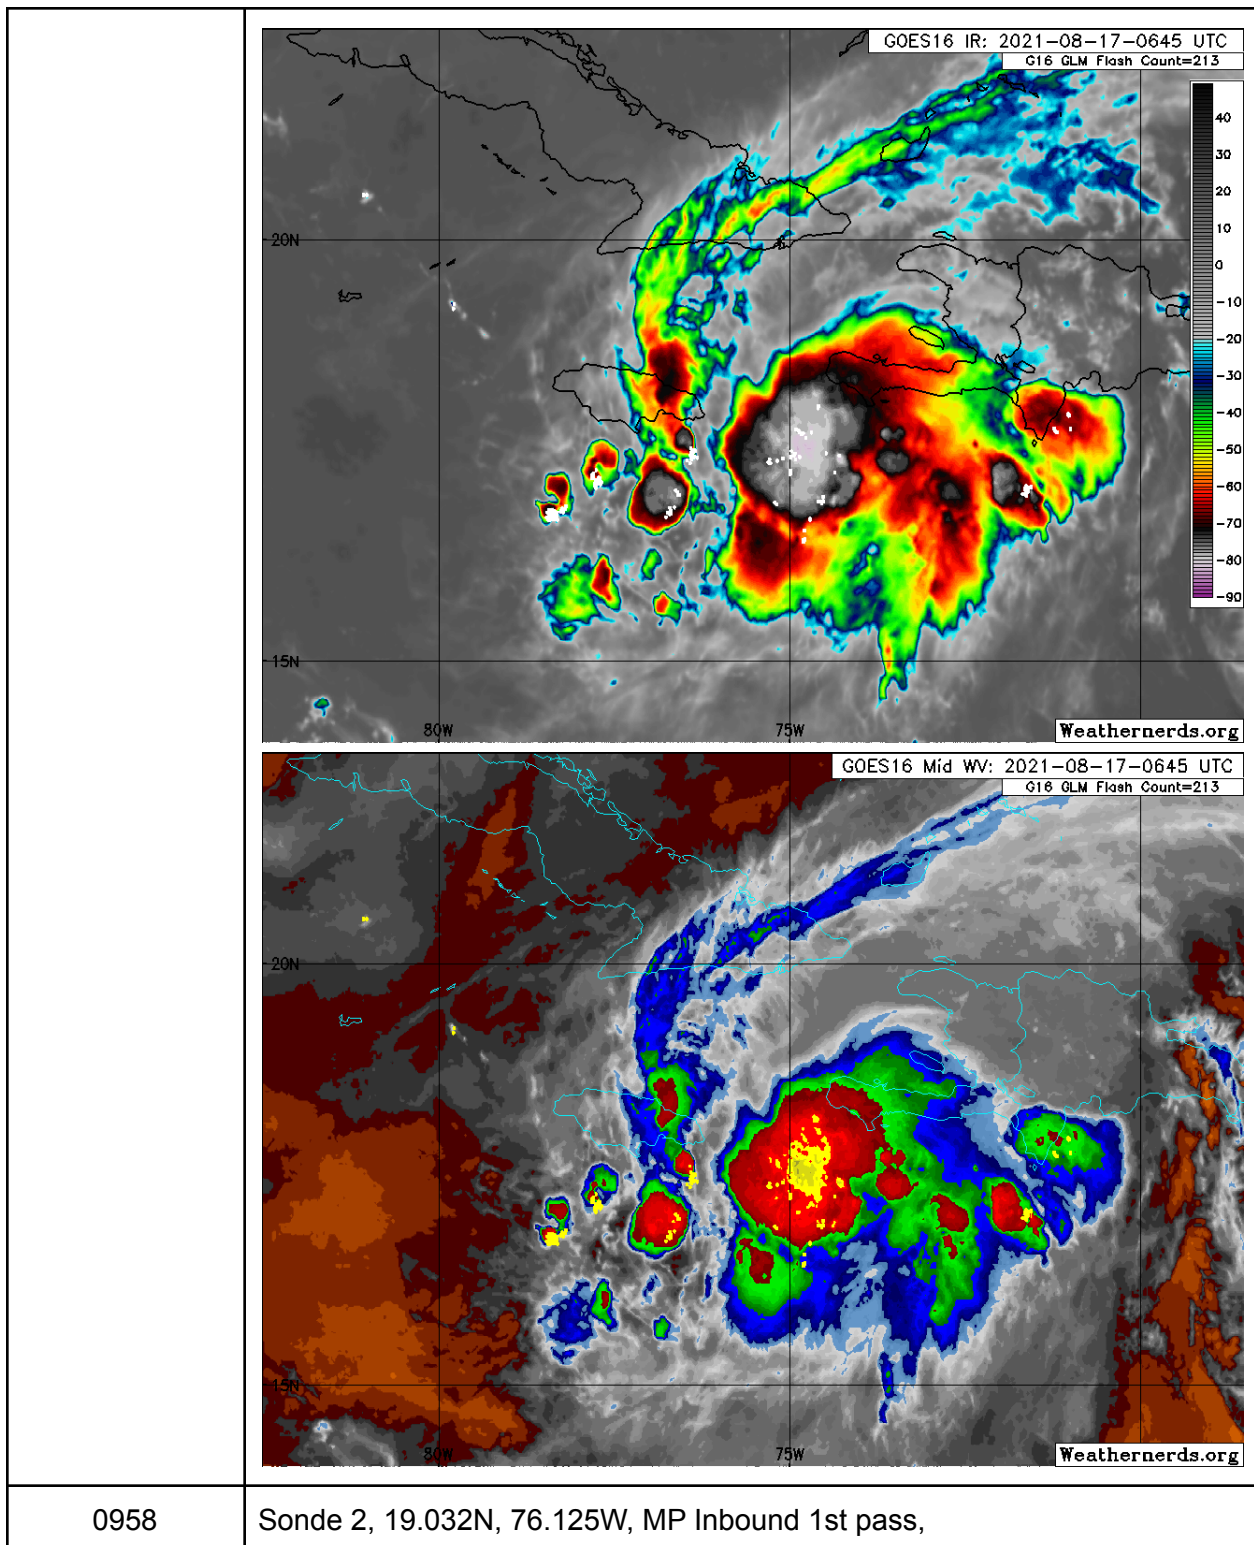 GOES16 IR: 2021-08-17-0645 UTC
G16 GLM Flash Count=213
40
30
20
10
0
-10
-20
-30
-40
-50
-60
-70
-80
-90
20N
15N
80W
75W
Weathernerds.org
GOES16 Mid WV: 2021-08-17-0645 UTC
G16 GLM Flash Count=213
20N
15N
80W
75W
Weathernerds.org
0958
Sonde 2, 19.032N, 76.125W, MP Inbound 1st pass,